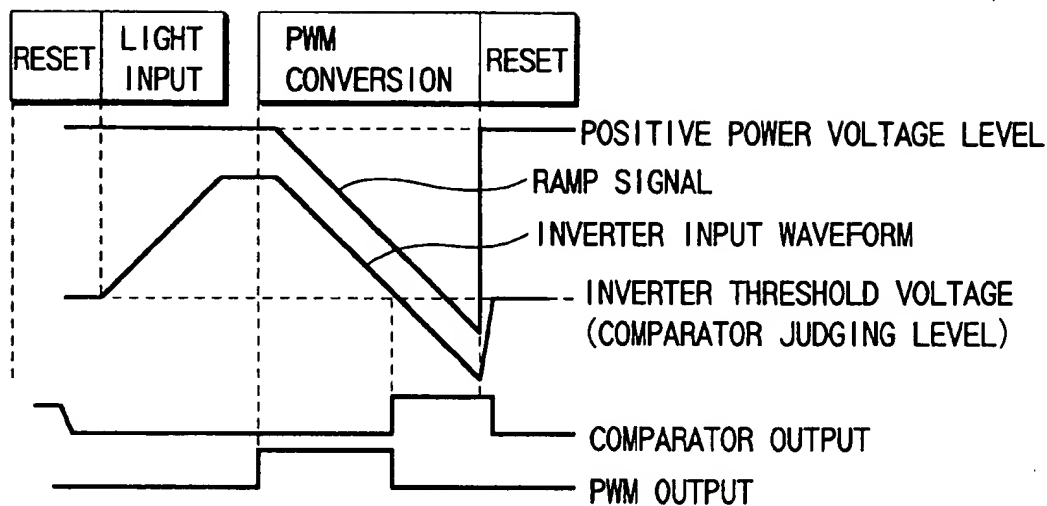 RESET
LIGHT
INPUT
PWM
CONVERSION
RESET
POSITIVE POWER VOLTAGE LEVEL
RAMP SIGNAL
INVERTER INPUT WAVEFORM
INVERTER THRESHOLD VOLTAGE
(COMPARATOR JUDGING LEVEL)
COMPARATOR OUTPUT
PWM OUTPUT